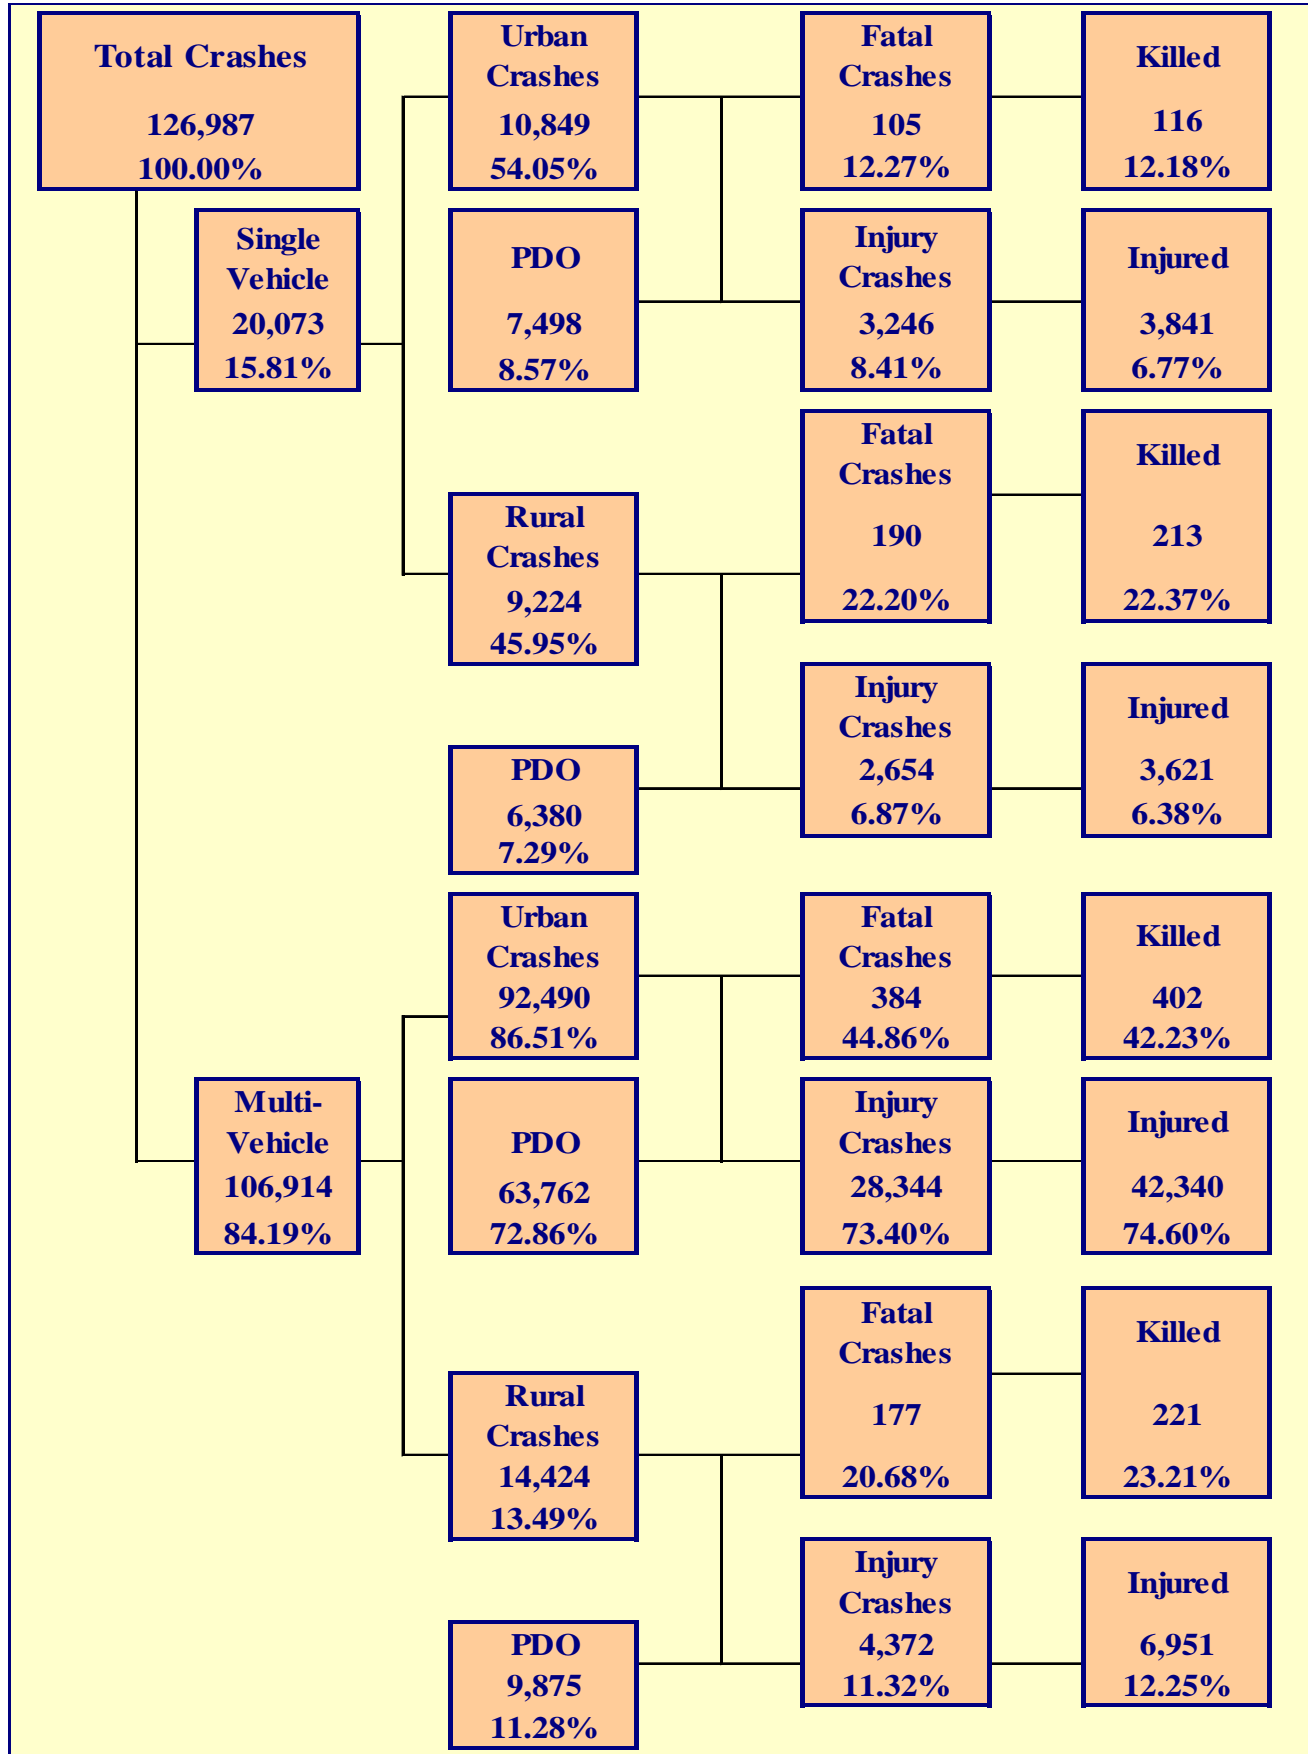 Total Crashes
126,987
100.00%
Urban
Crashes
10,849
54.05%
Fatal
Crashes
105
12.27%
Killed
116
12.18%
Single
Vehicle
20,073
15.81%
PDO
7,498
8.57%
Injury
Crashes
3,246
8.41%
Injured
3,841
6.77%
Fatal
Crashes
190
22.20%
Killed
213
22.37%
Rural
Crashes
9,224
45.95%
Injury
Crashes
2,654
6.87%
Injured
3,621
6.38%
PDO
6,380
7.29%
Urban
Crashes
92,490
86.51%
Fatal
Crashes
384
44.86%
Killed
402
42.23%
Multi-
Vehicle
106,914
84.19%
PDO
63,762
72.86%
Injury
Crashes
28,344
73.40%
Injured
42,340
74.60%
Fatal
Crashes
177
20.68%
Killed
221
23.21%
Rural
Crashes
14,424
13.49%
Injury
Crashes
4,372
11.32%
Injured
6,951
12.25%
PDO
9,875
11.28%